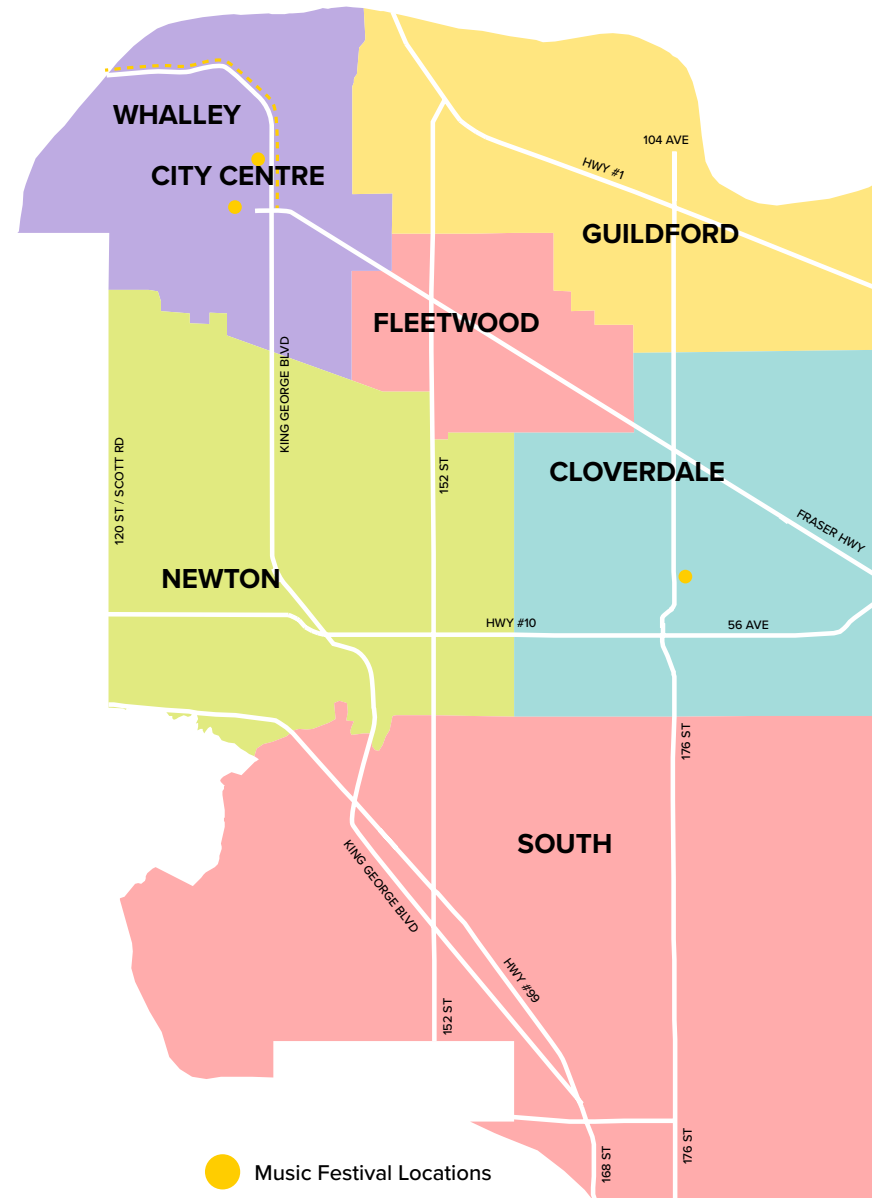 WHALLEY
104 AVE
HWY #1
CITY CENTRE
GUILDFORD
FLEETWOOD
KING GEORGE BLVD
120 ST / SCOTT RD
152 ST
CLOVERDALE
FRASER HWY
NEWTON
HWY #10
56 AVE
176 ST
SOUTH
KING GEORGE BLVD
HWY #99
152 ST
168 ST
176 ST
Music Festival Locations